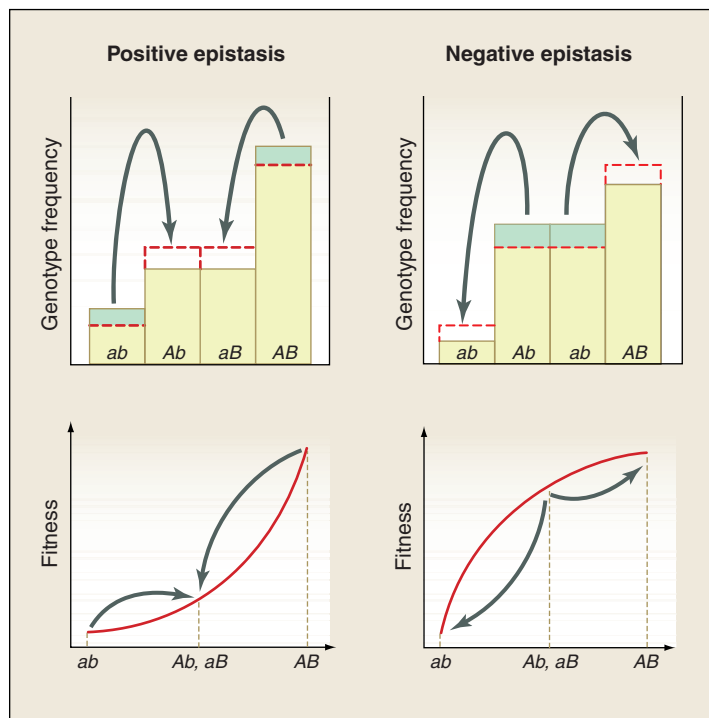 Positive epistasis
Negative epistasis
Genotype frequency
ab
Ab
aB
AB
Genotype frequency
ab
Ab
ab
AB
Fitness
ab
Ab, aB
AB
Fitness
ab
Ab, aB
AB